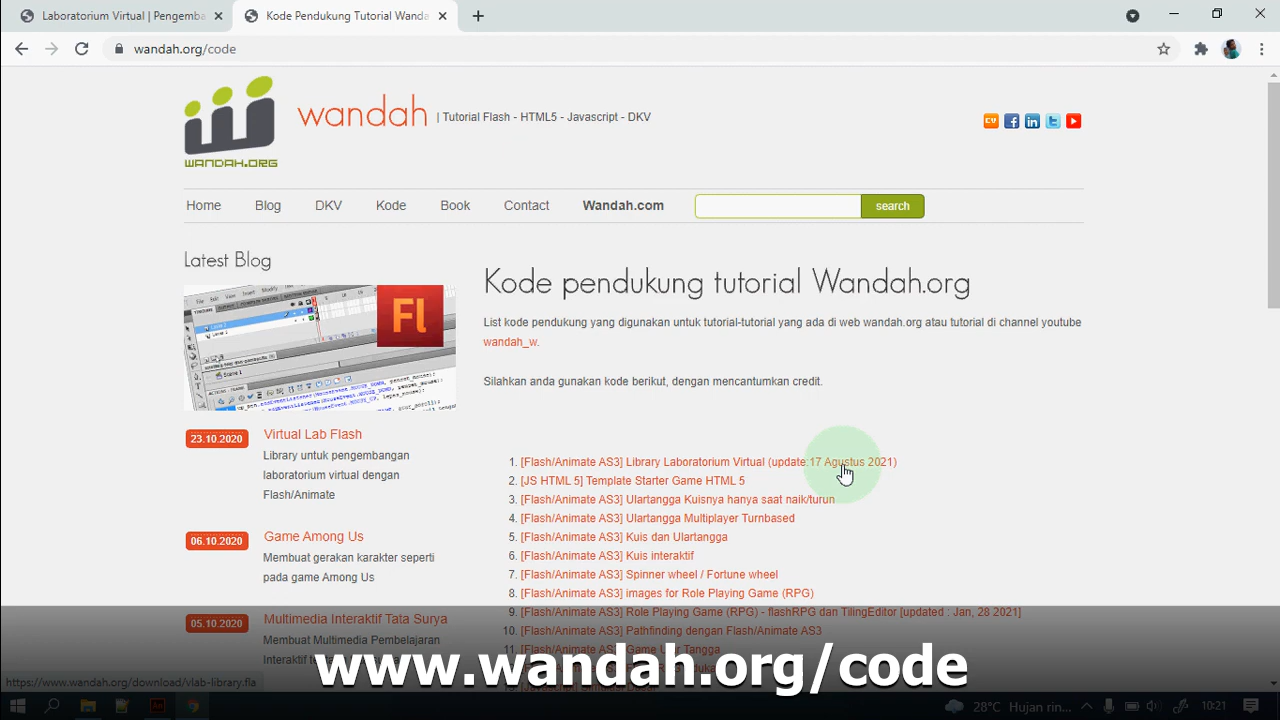 Laboratorium Virtual | Pengemba
Kode Pendukung Tutorial Wanda
wandah.org/code
WANDAH.ORG
wandah | Tutorial Flash - HTML5 - Javascript - DKV
CV
Home Blog DKV Kode Book Contact Wandah.com search
Latest Blog
Fl
23.10.2020 Virtual Lab Flash
Library untuk pengembangan
laboratorium virtual dengan
Flash/Animate
06.10.2020 Game Among Us
Membuat gerakan karakter seperti
pada game Among Us
05.10.2020 Multimedia Interaktif Tata Surya
Membuat Multimedia Pembelajaran
Kode pendukung tutorial Wandah.org
List kode pendukung yang digunakan untuk tutorial-tutorial yang ada di web wandah.org atau tutorial di channel youtube
wandah_w.
Silahkan anda gunakan kode berikut, dengan mencantumkan credit.
1. [Flash/Animate AS3] Library Laboratorium Virtual (update:17 Agustus 2021)
2. [JS HTML 5] Template Starter Game HTML 5
3. [Flash/Animate AS3] Ulartangga Kuisnya hanya saat naik/turun
4. [Flash/Animate AS3] Ulartangga Multiplayer Turnbased
5. [Flash/Animate AS3] Kuis dan Ulartangga
6. [Flash/Animate AS3] Kuis interaktif
7. [Flash/Animate AS3] Spinner wheel / Fortune wheel
8. [Flash/Animate AS3] images for Role Playing Game (RPG)
9. [Flash/Animate AS3] Role Playing Game (RPG) - flashRPG dan TilingEditor [updated : Jan, 28 2021]
10. [Flash/Animate AS3] Pathfinding dengan Flash/Animate AS3
www.wandah.org/code
https://www.wandah.org/download/vlab-library.fla
28°C Hujan rin... 10:21